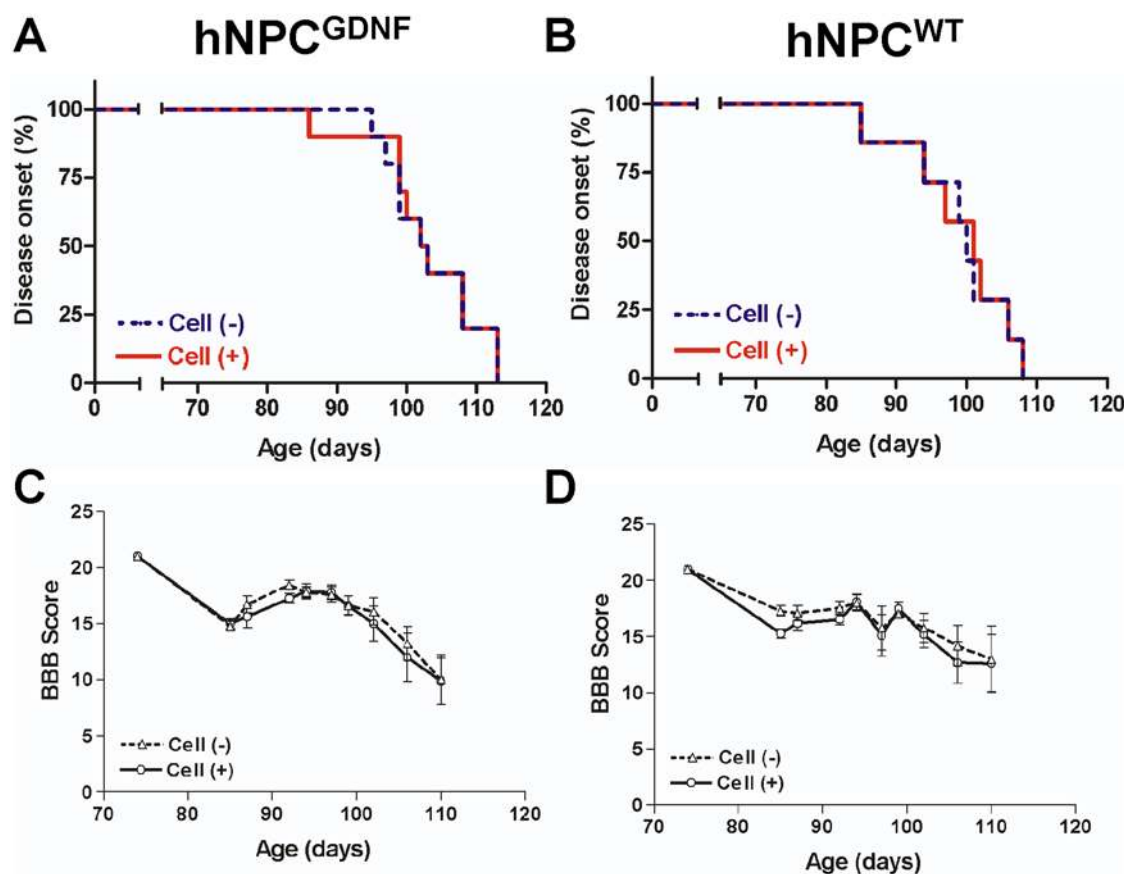 A
hNPC^GDNF
Disease onset (%)
100
75
50
25
0
Cell (-)
Cell (+)
0 70 80 90 100 110 120
Age (days)
B
hNPC^WT
Disease onset (%)
100
75
50
25
0
Cell (-)
Cell (+)
0 70 80 90 100 110 120
Age (days)
C
BBB Score
25
20
15
10
5
0
Cell (-)
Cell (+)
70 80 90 100 110 120
Age (days)
D
BBB Score
25
20
15
10
5
0
Cell (-)
Cell (+)
70 80 90 100 110 120
Age (days)